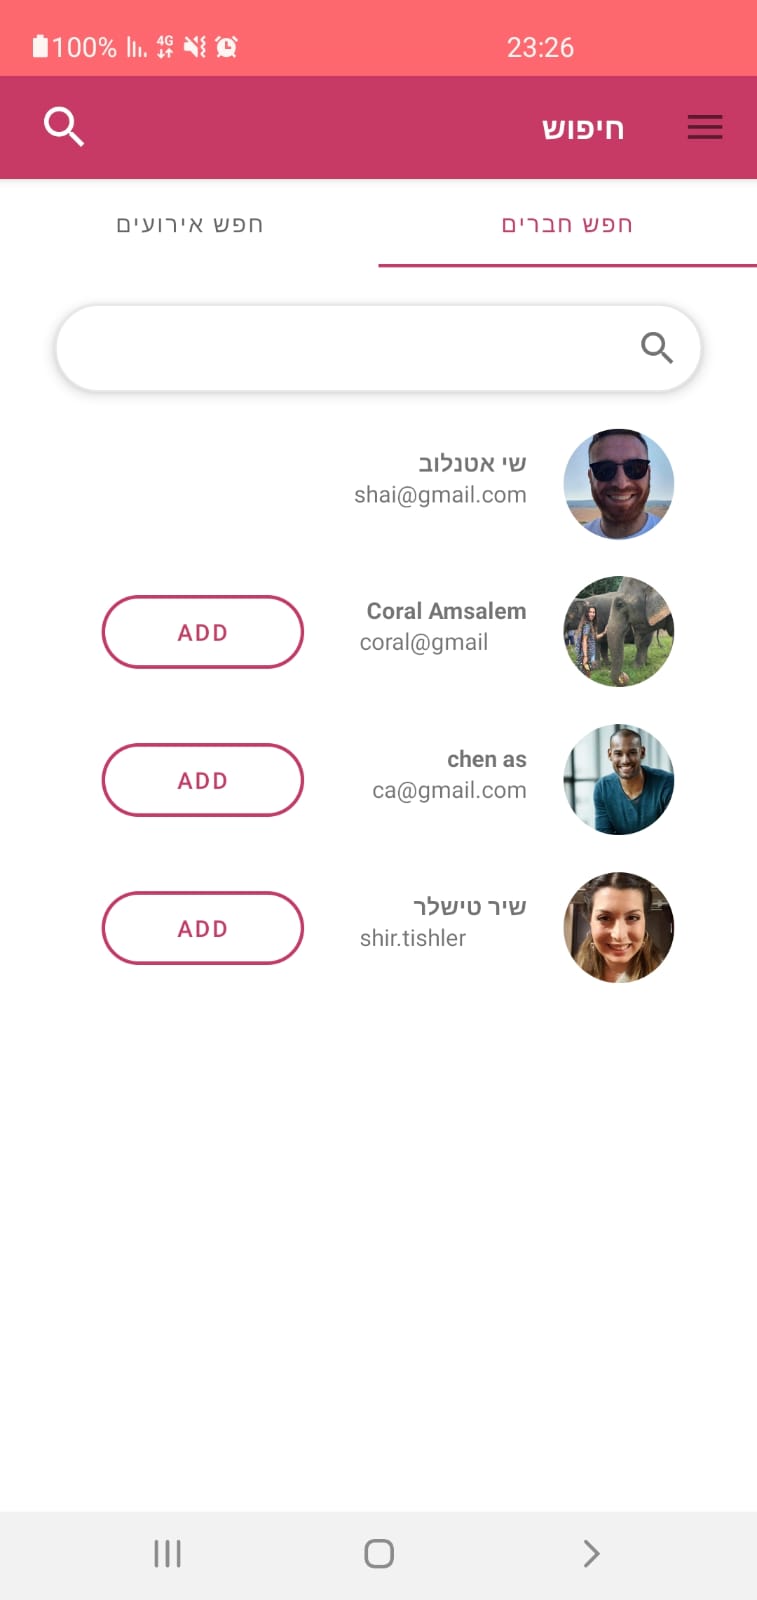 100% 4G 23:26
חיפוש
חפש חברים
חפש אירועים
שי אטנלוב
shai@gmail.com
Coral Amsalem
coral@gmail
ADD
chen as
ca@gmail.com
ADD
שיר טישלר
shir.tishler
ADD